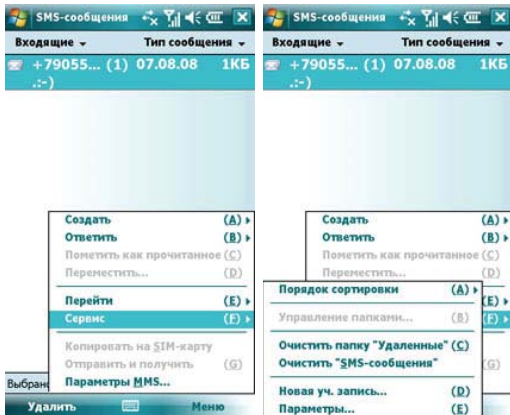 SMS-сообщения
Входящие
Тип сообщения
+79055... (1) 07.08.08 1КБ
.:-)
Создать (A)
Ответить (B)
Пометить как прочитанное (C)
Переместить... (D)
Перейти (E)
Сервис (F)
Копировать на SIM-карту
Отправить и получить (G)
Параметры MMS...
Выбран
Удалить
Меню
SMS-сообщения
Входящие
Тип сообщения
+79055... (1) 07.08.08 1КБ
.:-)
Создать (A)
Ответить (B)
Пометить как прочитанное (C)
Переместить... (D)
(E)
(F)
(G)
Порядок сортировки (A)
Управление папками... (B)
Очистить папку "Удаленные" (C)
Очистить "SMS-сообщения"
Новая уч. запись... (D)
Параметры... (E)